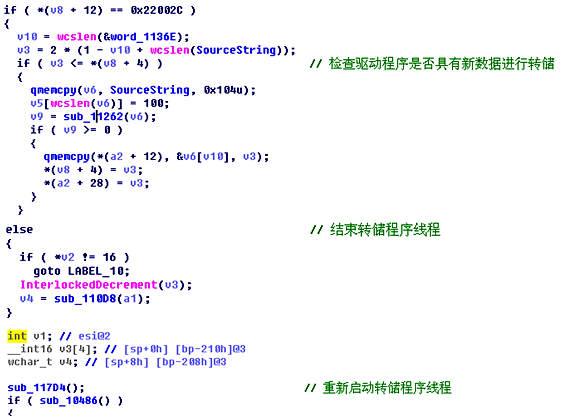 if ( *(v8 + 12) == 0x22002C )
{
v10 = wcslen(&word_1136E);
v3 = 2 * (1 - v10 + wcslen(SourceString));
if ( v3 <= *(v8 + 4) ) // 检查驱动程序是否具有新数据进行转储
{
qmemcpy(v6, SourceString, 0x104u);
v5[wcslen(v6)] = 100;
v9 = sub_11262(v6);
if ( v9 >= 0 )
{
qmemcpy(*(a2 + 12), &v6[v10], v3);
*(v8 + 4) = v3;
*(a2 + 28) = v3;
}
}
else // 结束转储程序线程
{
if ( *v2 != 16 )
goto LABEL_10;
InterlockedDecrement(v3);
v4 = sub_110D8(a1);
}
int v1; // esi@2
__int16 v3[4]; // [sp+0h] [bp-210h]@3
wchar_t v4; // [sp+8h] [bp-208h]@3
sub_117D4(); // 重新启动转储程序线程
if ( sub_10486() )
{